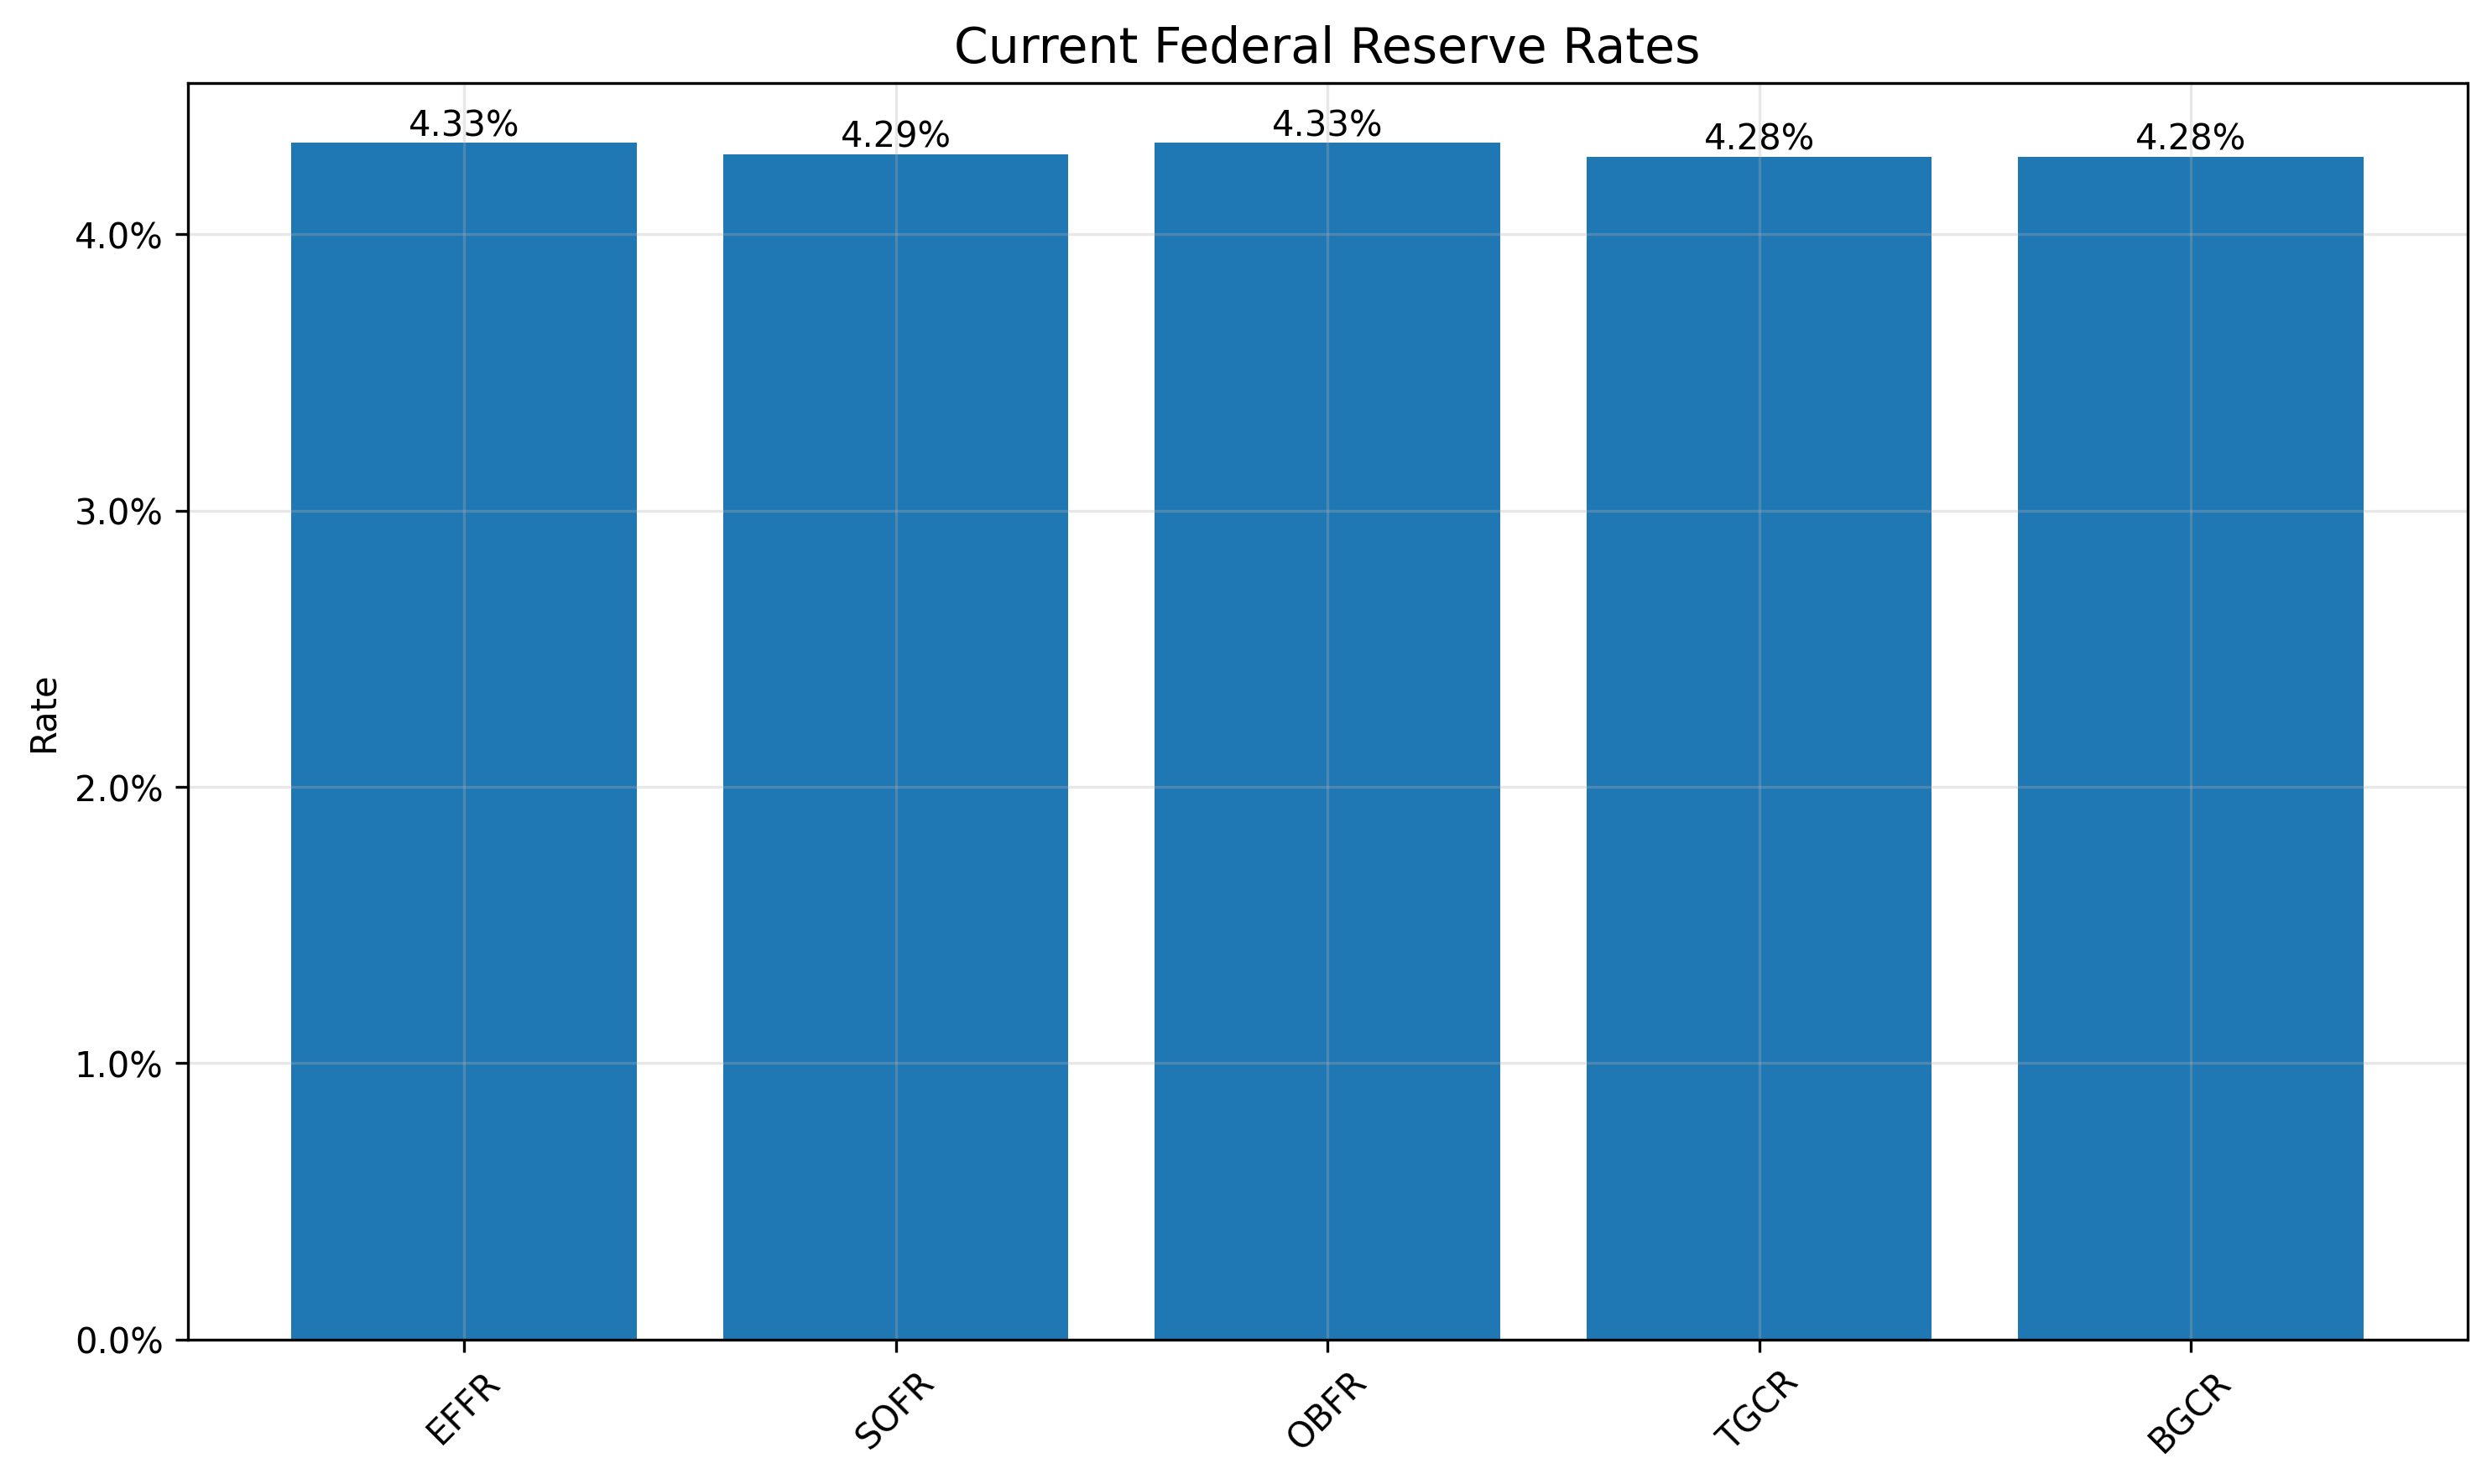 Current Federal Reserve Rates
4.33%
4.29%
4.33%
4.28%
4.28%
4.0%
3.0%
2.0%
1.0%
0.0%
Rate
EFFR
SOFR
OBFR
TGCR
BGCR